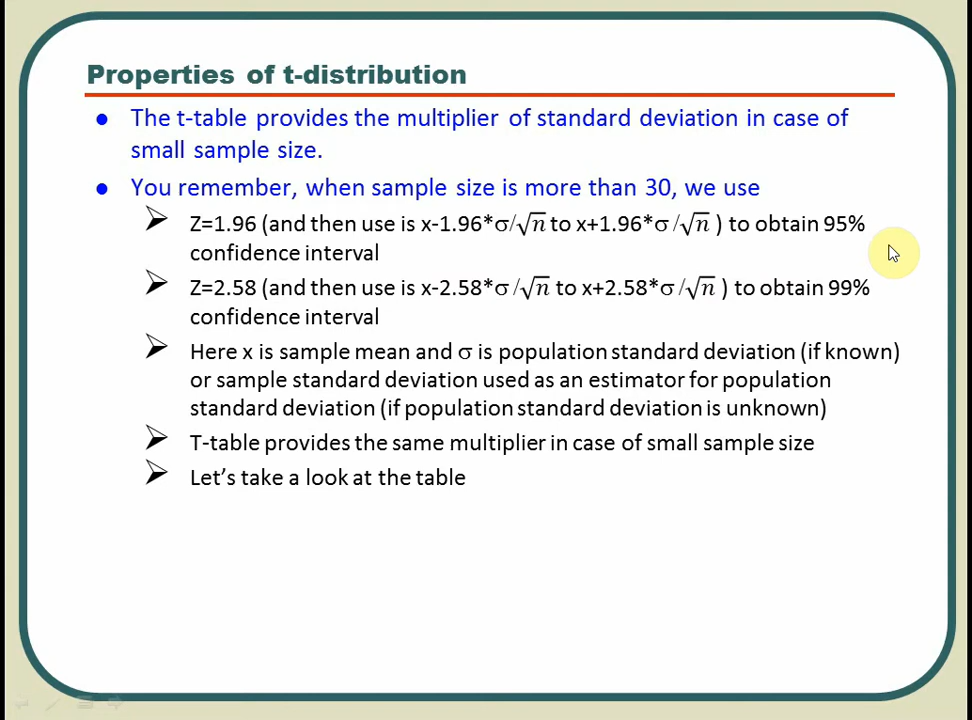 Properties of t-distribution
● The t-table provides the multiplier of standard deviation in case of
small sample size.
● You remember, when sample size is more than 30, we use
➢ Z=1.96 (and then use is x-1.96*σ/√n to x+1.96*σ /√n ) to obtain 95%
confidence interval
➢ Z=2.58 (and then use is x-2.58*σ /√n to x+2.58*σ /√n ) to obtain 99%
confidence interval
➢ Here x is sample mean and σ is population standard deviation (if known)
or sample standard deviation used as an estimator for population
standard deviation (if population standard deviation is unknown)
➢ T-table provides the same multiplier in case of small sample size
➢ Let’s take a look at the table